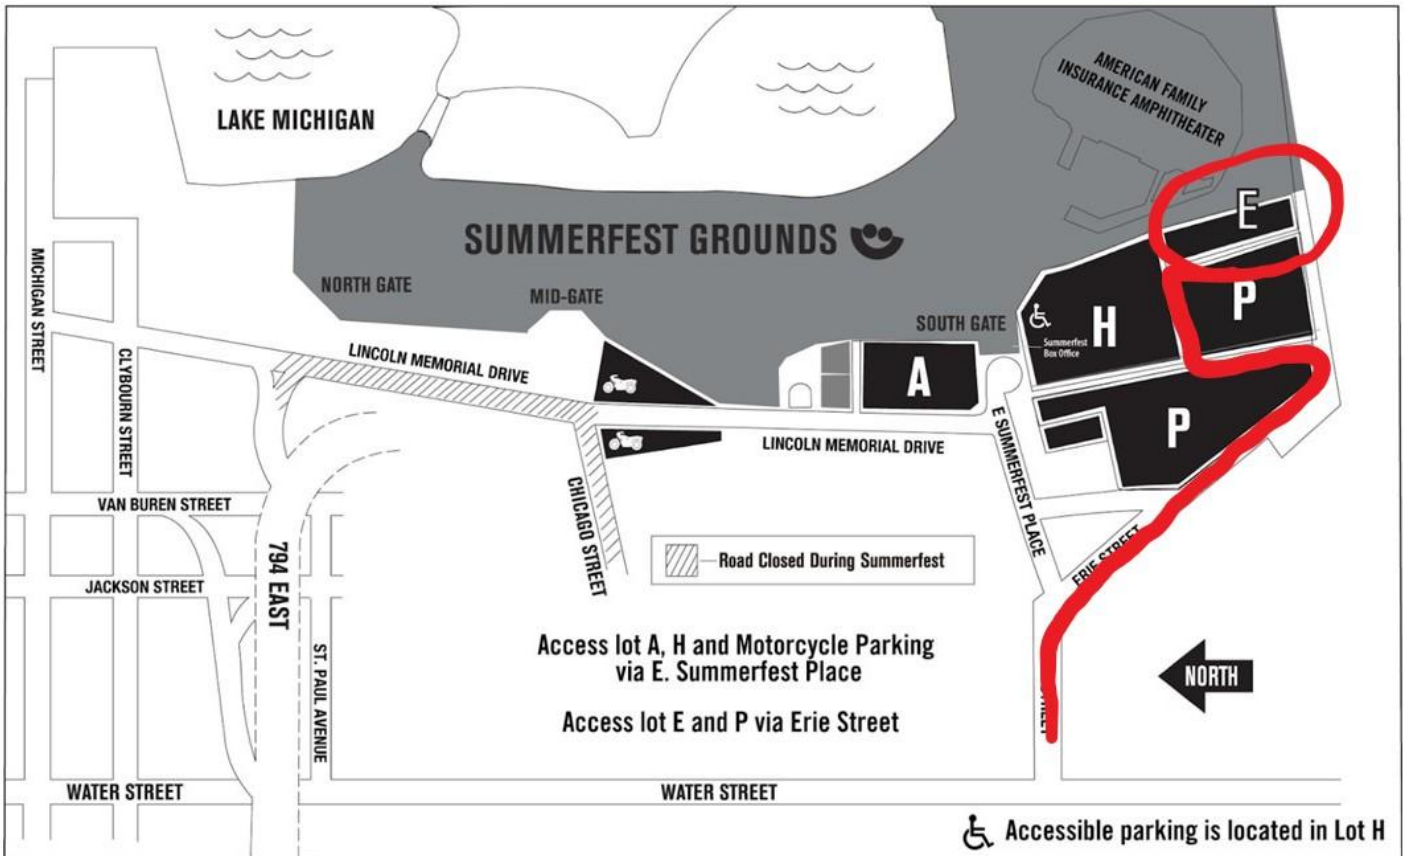 LAKE MICHIGAN
AMERICAN FAMILY
INSURANCE AMPHITHEATER
E
SUMMERFEST GROUNDS
NORTH GATE
MID-GATE
SOUTH GATE
H
Summerfest
Box Office
P
A
P
MICHIGAN STREET
CLYBOURN STREET
LINCOLN MEMORIAL DRIVE
LINCOLN MEMORIAL DRIVE
E SUMMERFEST PLACE
VAN BUREN STREET
CHICAGO STREET
794 EAST
Road Closed During Summerfest
ERIE STREET
JACKSON STREET
ST. PAUL AVENUE
Access lot A, H and Motorcycle Parking
via E. Summerfest Place
Access lot E and P via Erie Street
NORTH
WATER STREET
WATER STREET
Accessible parking is located in Lot H